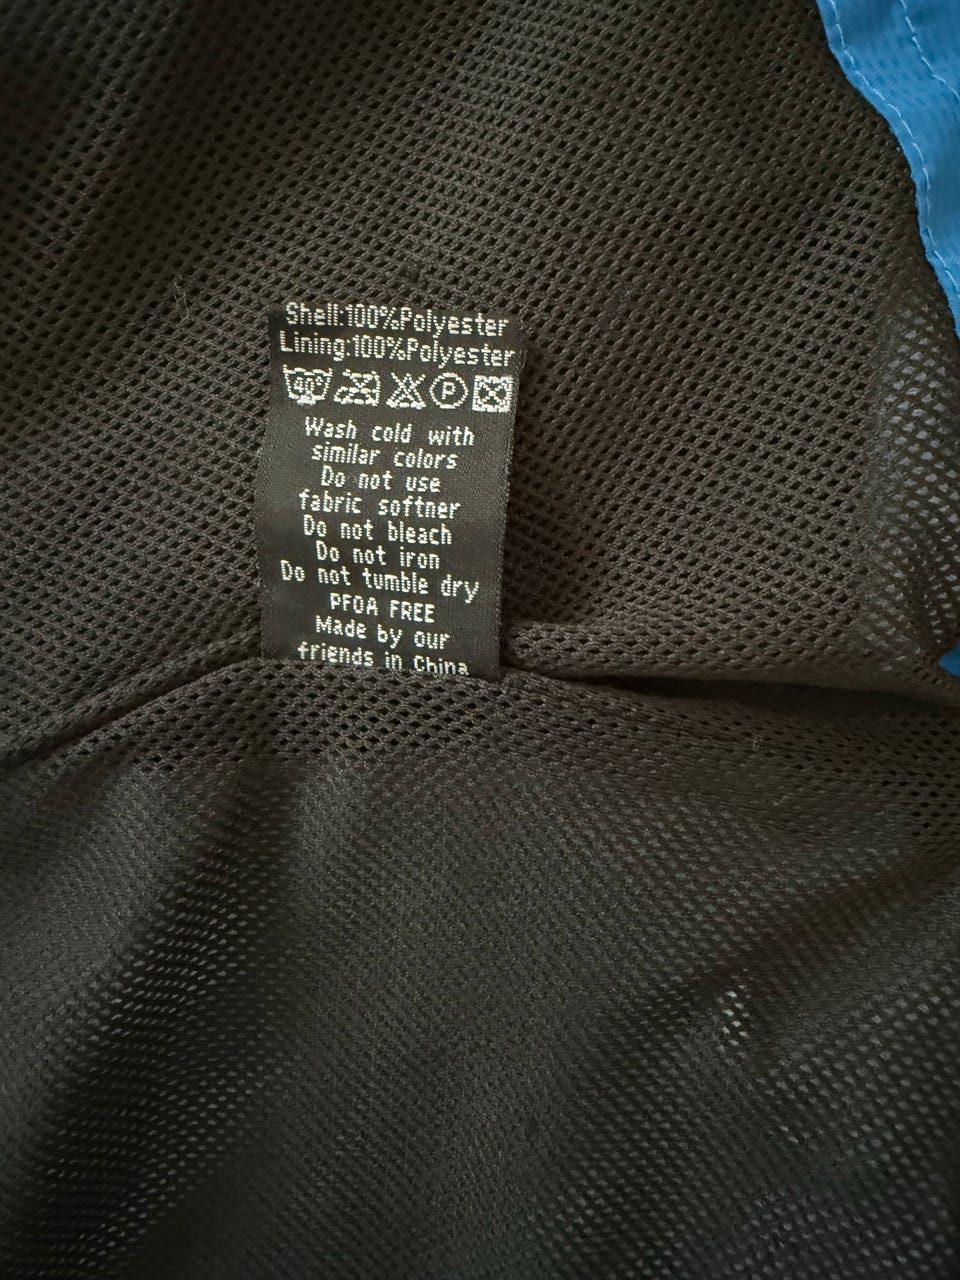 Shell:100%Polyester
Lining:100%Polyester
40° P
Wash cold with
similar colors
Do not use
fabric softner
Do not bleach
Do not iron
Do not tumble dry
PFOA FREE
Made by our
friends in China